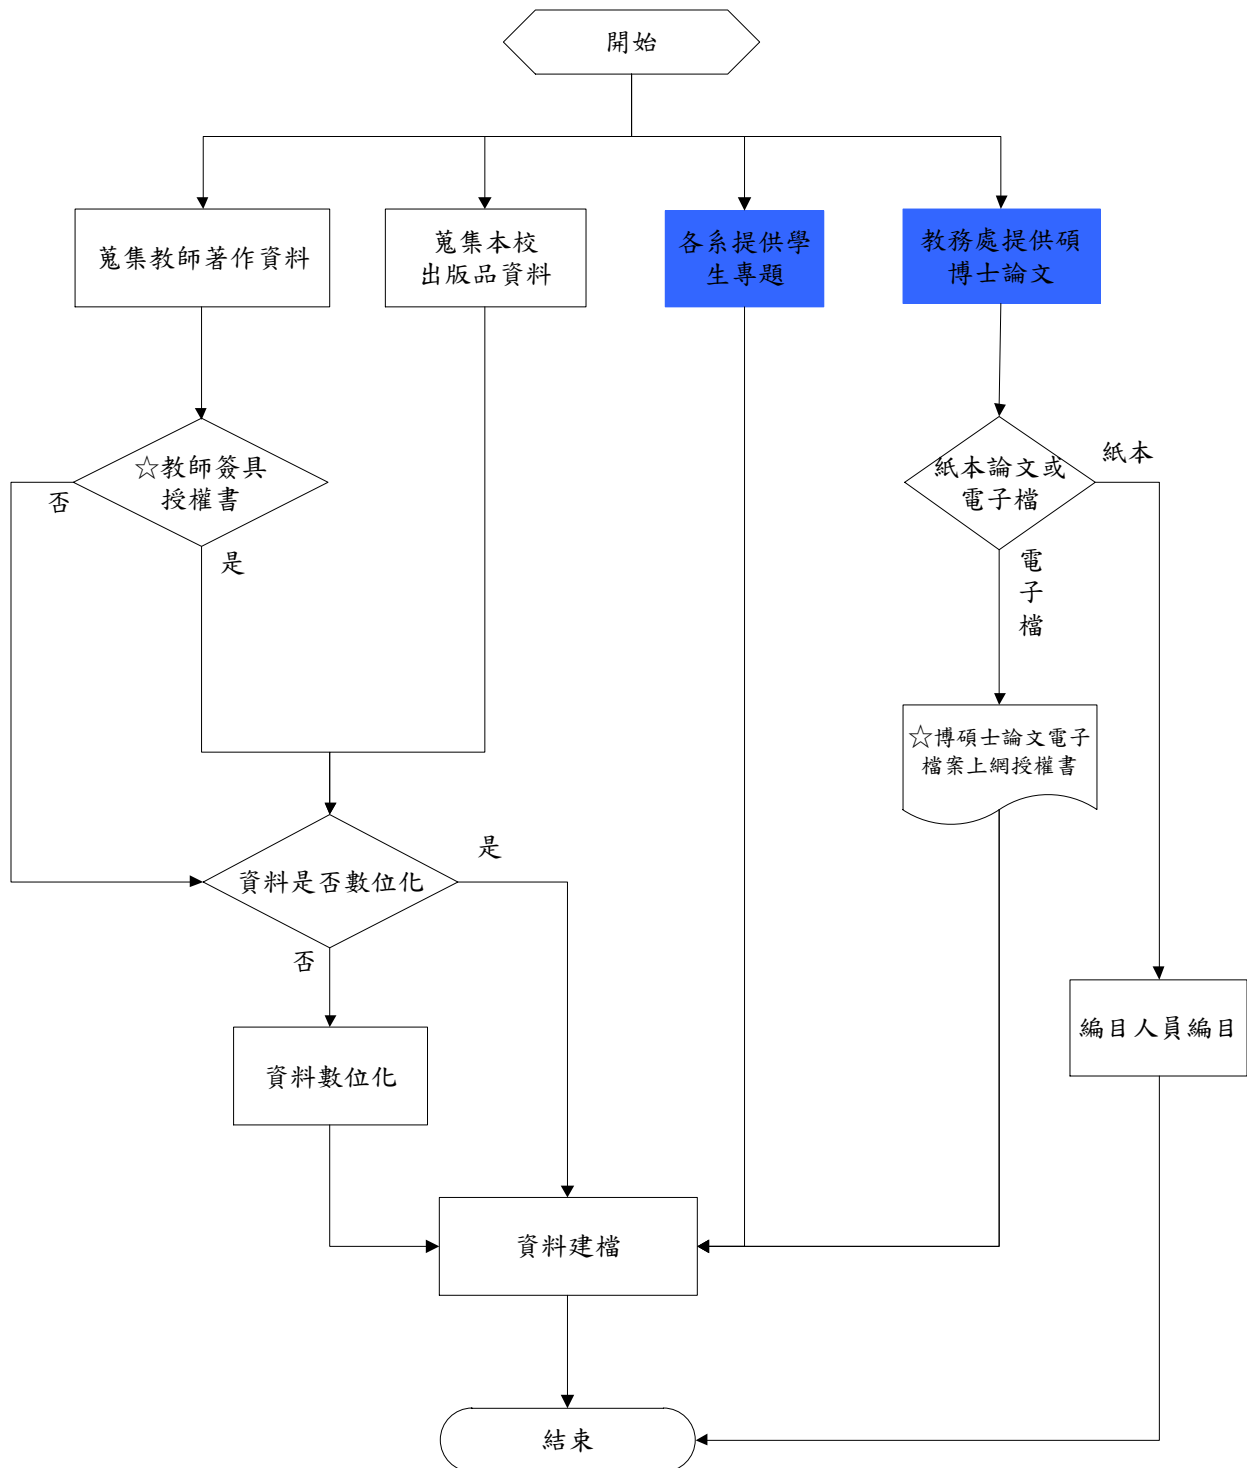 開始
蒐集教師著作資料
蒐集本校
出版品資料
各系提供學
生專題
教務處提供碩
博士論文
☆教師簽具
授權書
否
是
紙本論文或
電子檔
紙本
電
子
檔
☆博碩士論文電子
檔案上網授權書
資料是否數位化
是
否
資料數位化
編目人員編目
資料建檔
結束